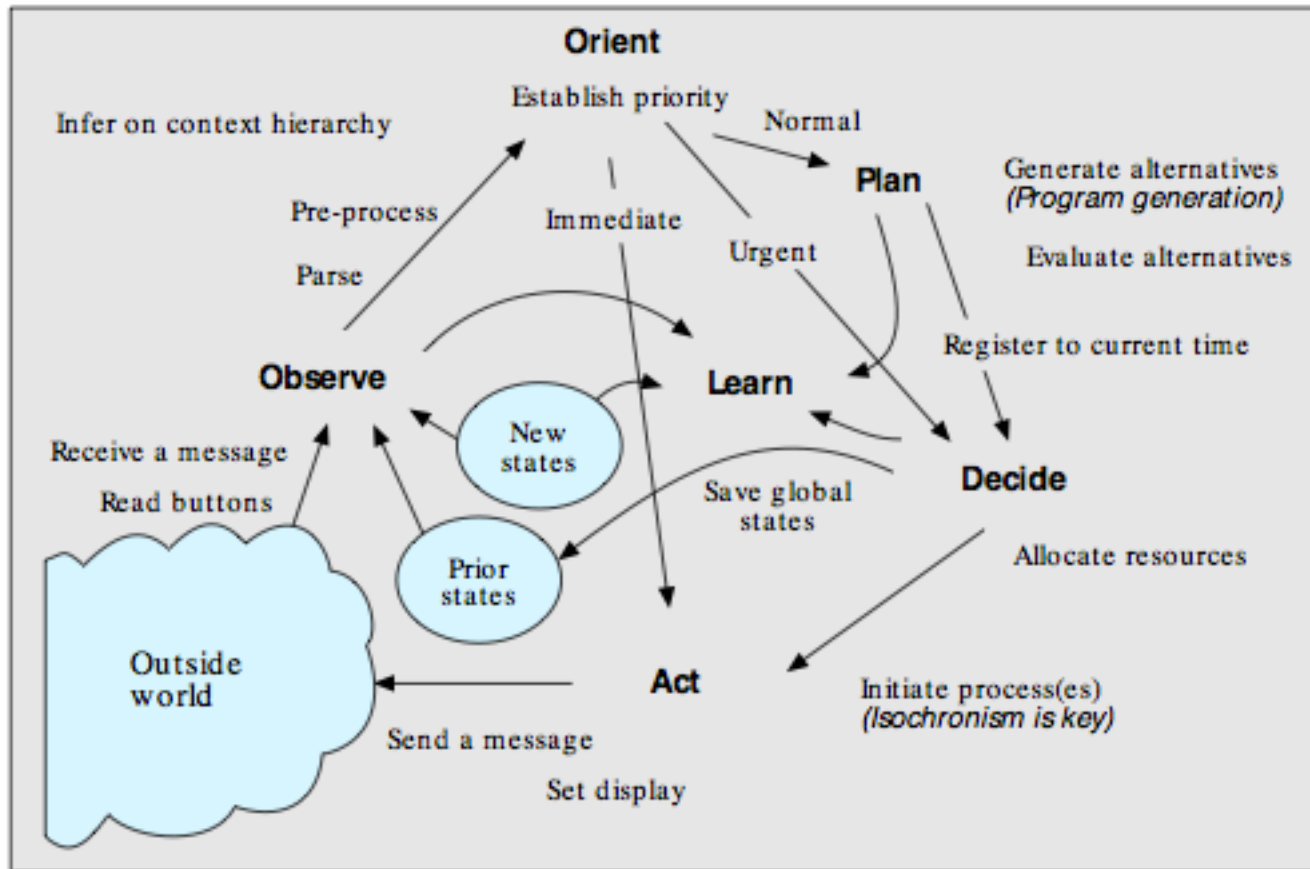 Orient
Establish priority
Infer on context hierarchy
Normal
Plan
Generate alternatives
(Program generation)
Pre-process
Immediate
Urgent
Evaluate alternatives
Parse
Register to current time
Observe
Learn
New
states
Receive a message
Read buttons
Decide
Save global
states
Prior
states
Allocate resources
Outside
world
Act
Initiate process(es)
(Isochronism is key)
Send a message
Set display